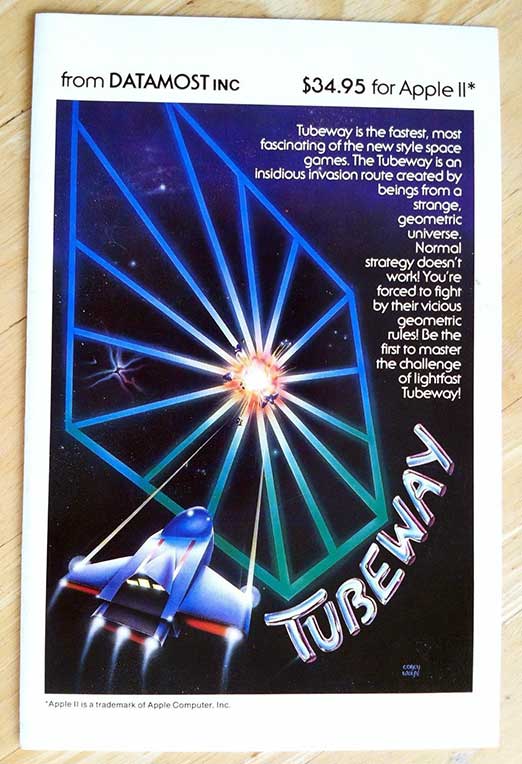 from DATAMOST INC $34.95 for Apple II*
Tubeway is the fastest, most
fascinating of the new style space
games. The Tubeway is an
insidious invasion route created by
beings from a
strange,
geometric
universe.
Normal
strategy doesn't
work! You're
forced to fight
by their vicious
geometric
rules! Be the
first to master
the challenge
of lightfast
Tubeway!
TUBEWAY
*Apple II is a trademark of Apple Computer, Inc.